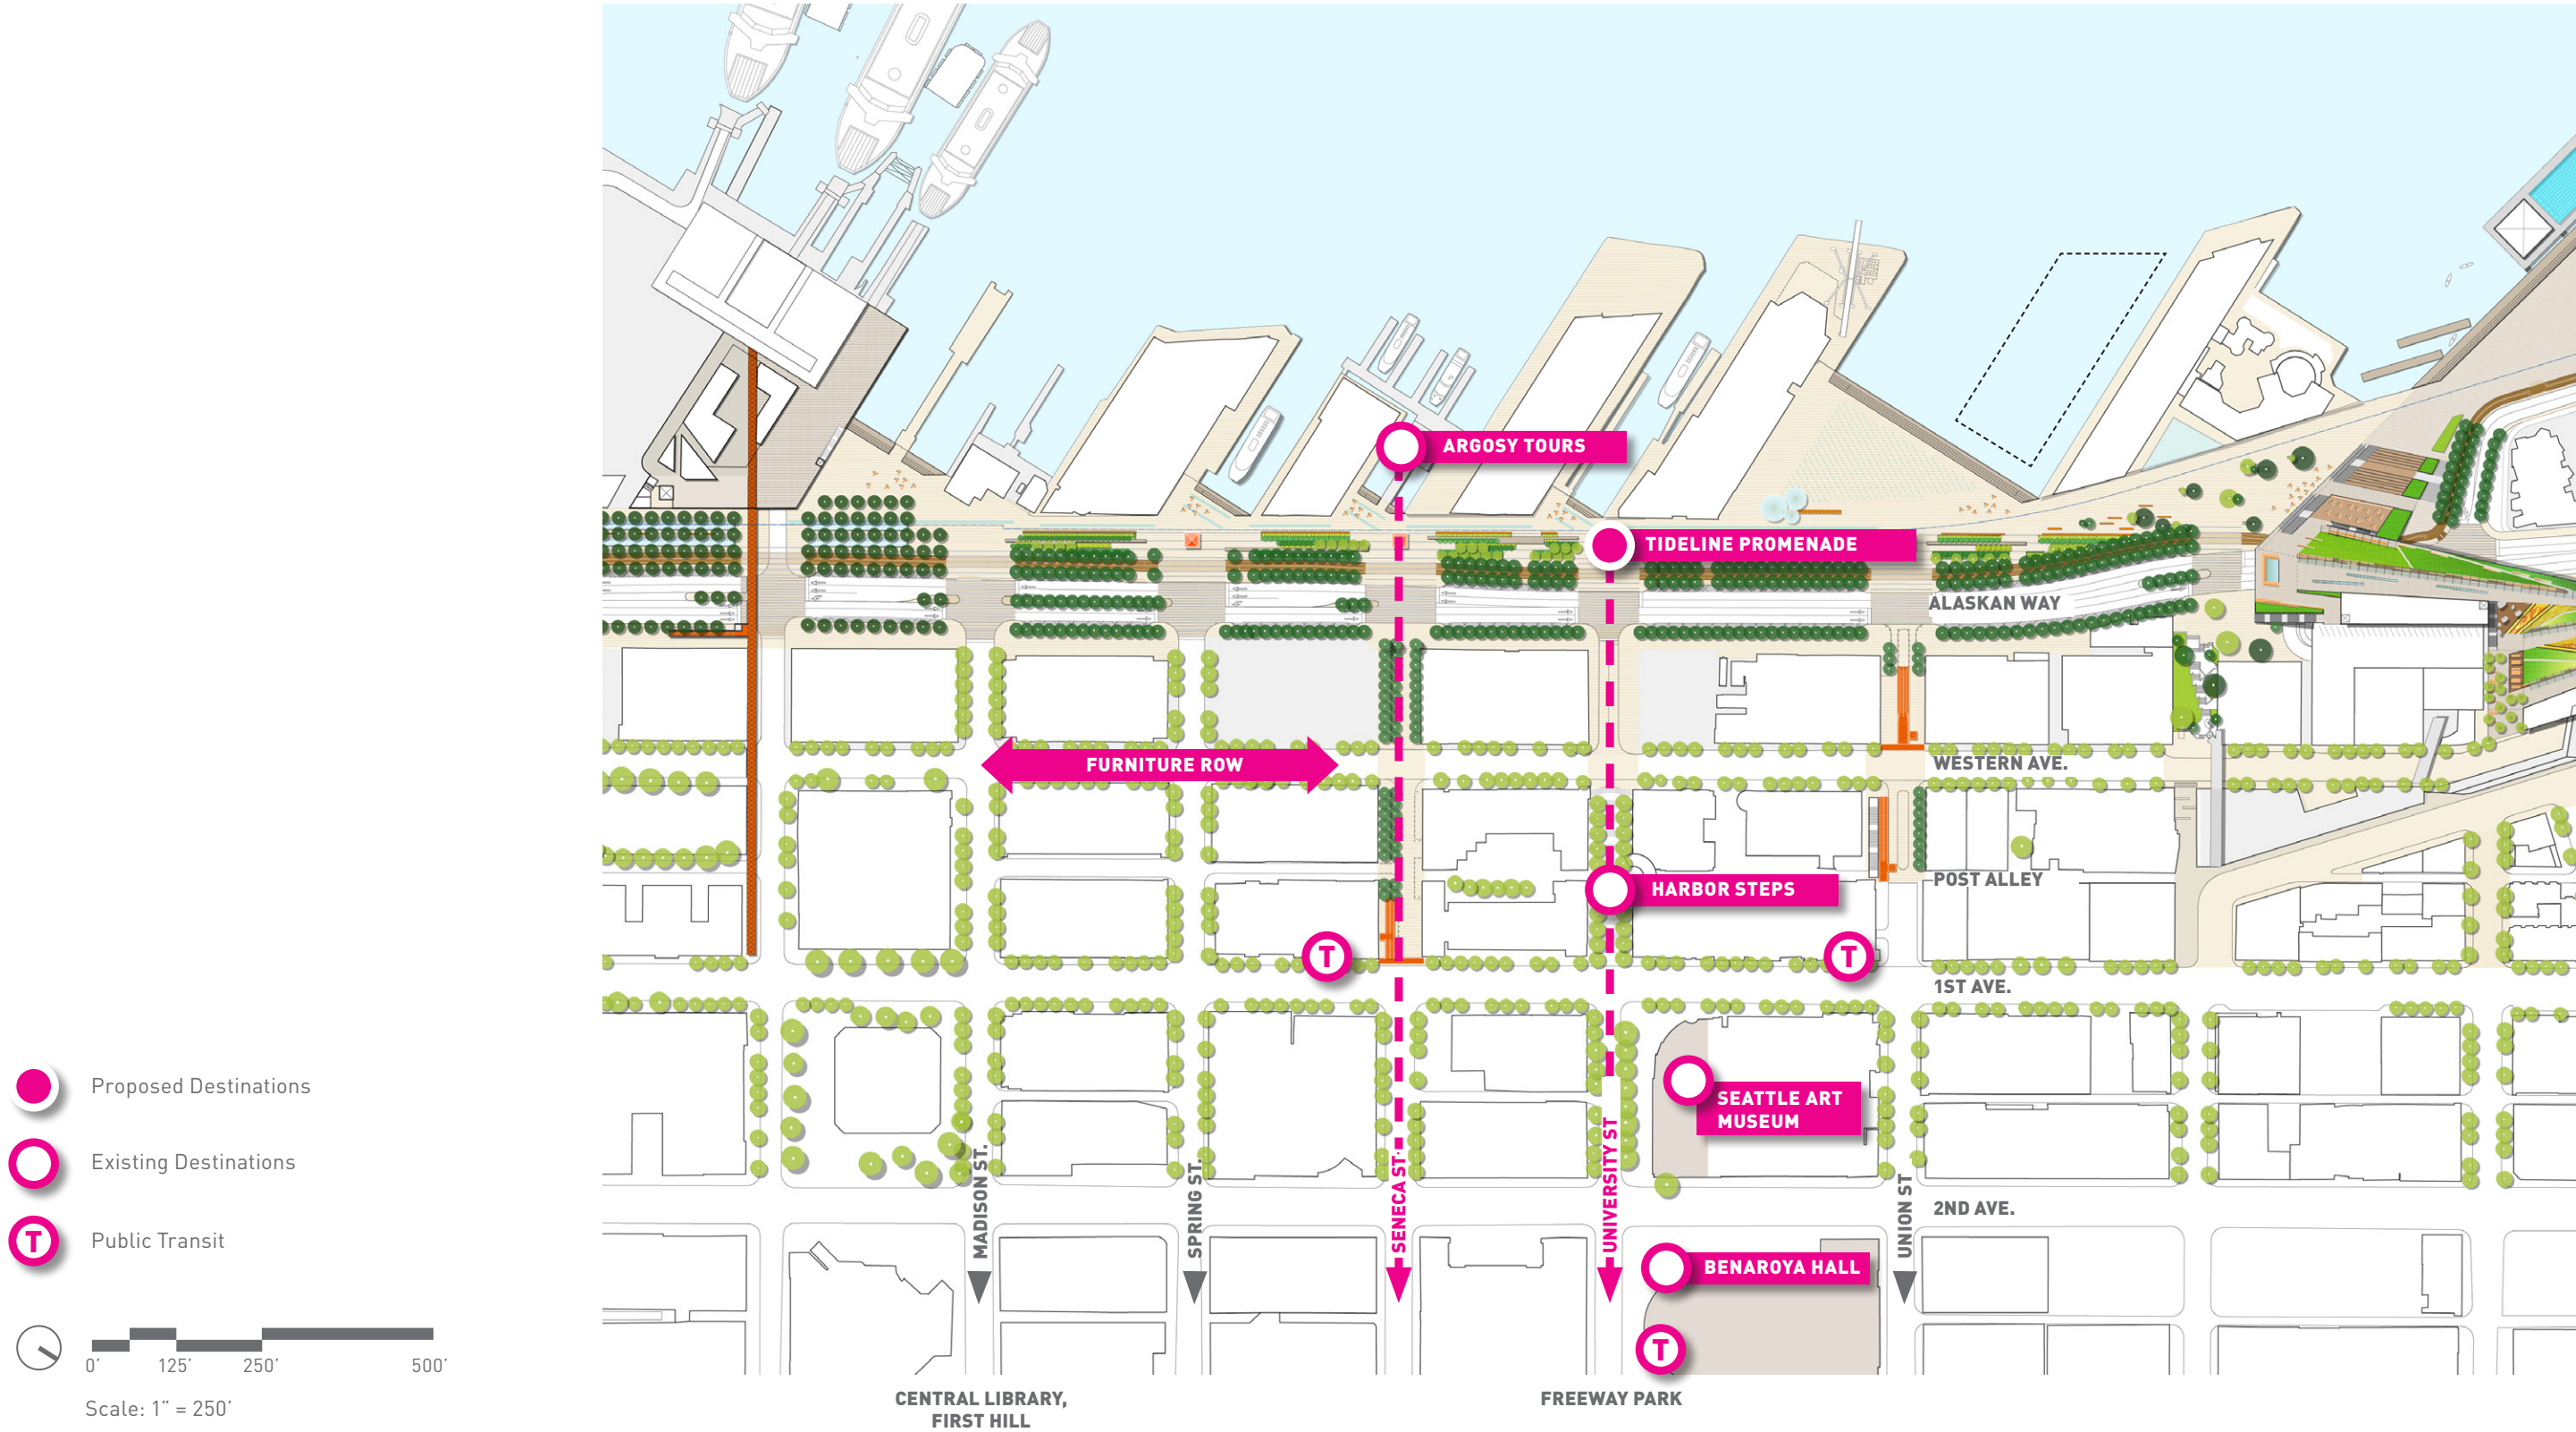 ARGOSY TOURS
TIDELINE PROMENADE
ALASKAN WAY
FURNITURE ROW
WESTERN AVE.
POST ALLEY
HARBOR STEPS
T
T
1ST AVE.
SEATTLE ART
MUSEUM
MADISON ST.
SPRING ST.
SENECA ST
UNIVERSITY ST
UNION ST
2ND AVE.
BENAROYA HALL
T
CENTRAL LIBRARY,
FIRST HILL
FREEWAY PARK
Proposed Destinations
Existing Destinations
T Public Transit
0' 125' 250' 500'
Scale: 1” = 250’